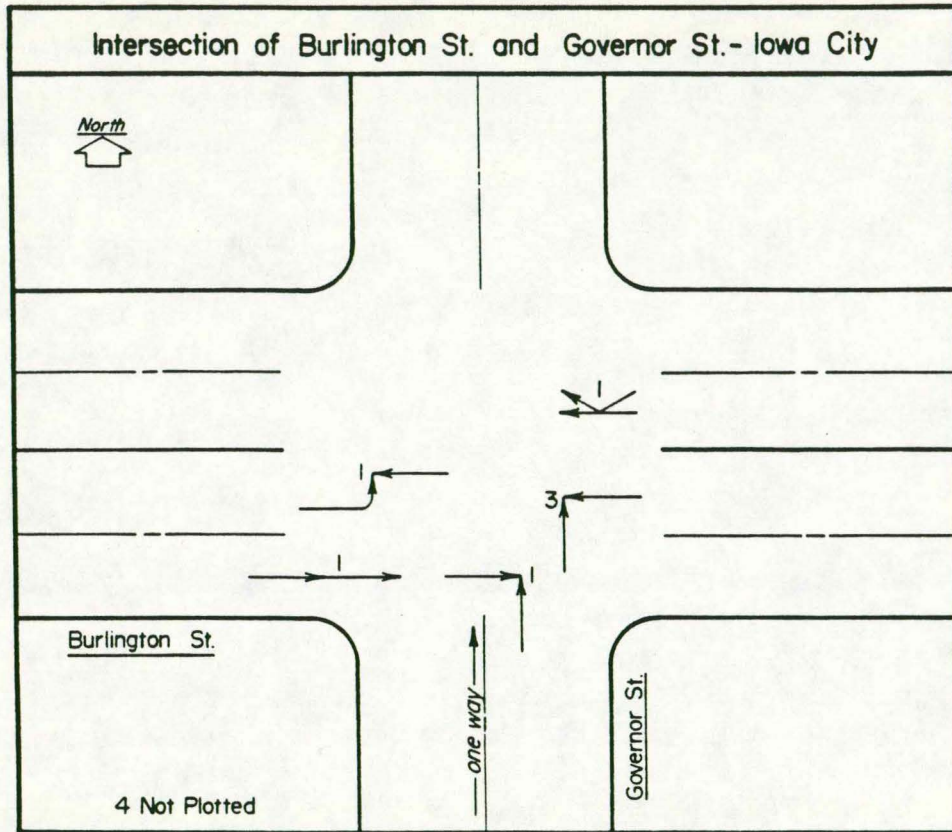 Intersection of Burlington St. and Governor St.- Iowa City
North
1
1
3
1
1
Burlington St.
one way
Governor St.
4 Not Plotted